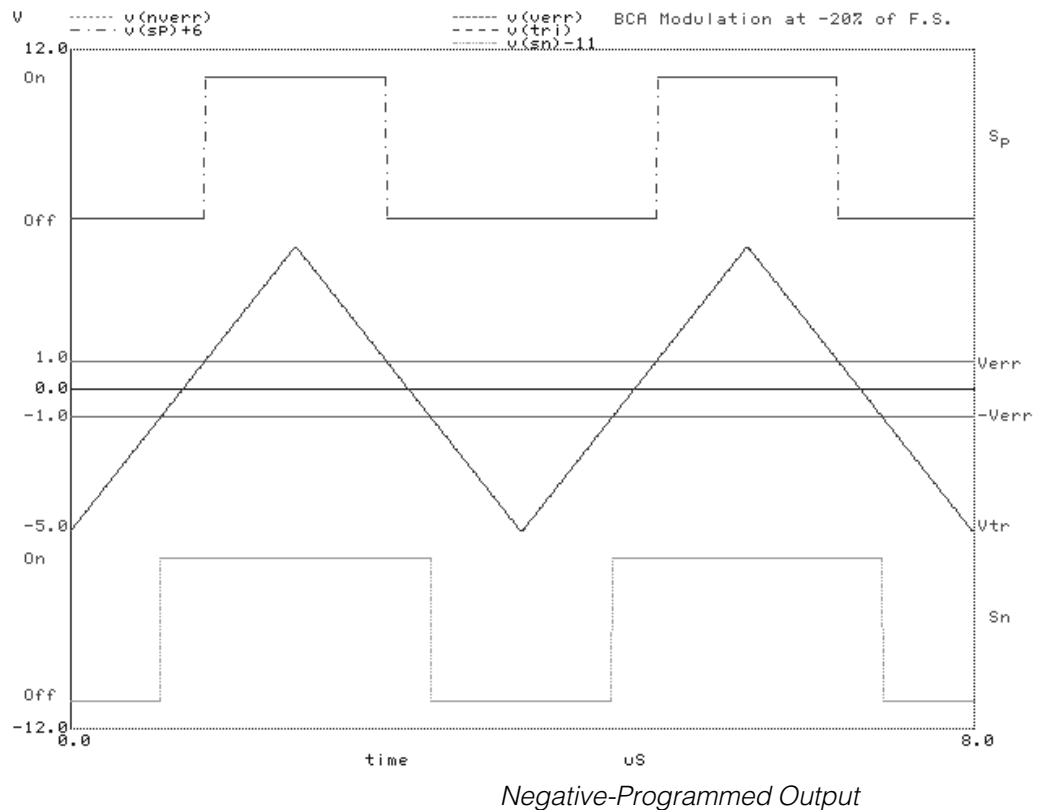 V
------ v(nverr)
v(verr)
BCA Modulation at -20% of F.S.
v(sP)+6
v(tri)
v(sn)-11
12.0
On
Sp
Off
1.0
Verr
0.0
-1.0
-Verr
-5.0
Vtr
On
Sn
Off
-12.0
0.0
8.0
time
uS
Negative-Programmed Output